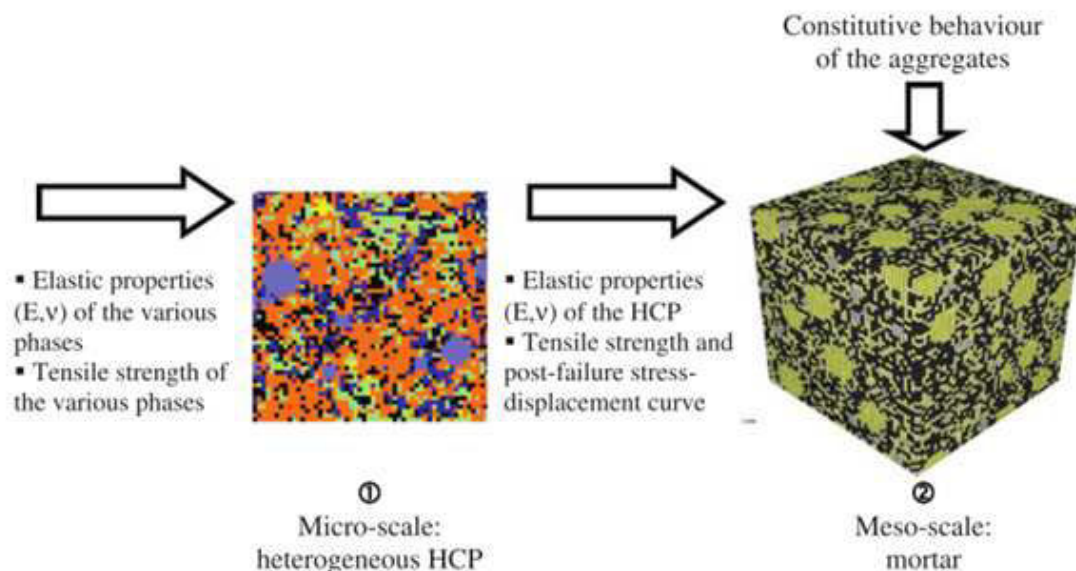 Constitutive behaviour
of the aggregates
▪ Elastic properties
(E,ν) of the various
phases
▪ Tensile strength of
the various phases
▪ Elastic properties
(E,ν) of the HCP
▪ Tensile strength and
post-failure stress-
displacement curve
①
Micro-scale:
heterogeneous HCP
②
Meso-scale:
mortar